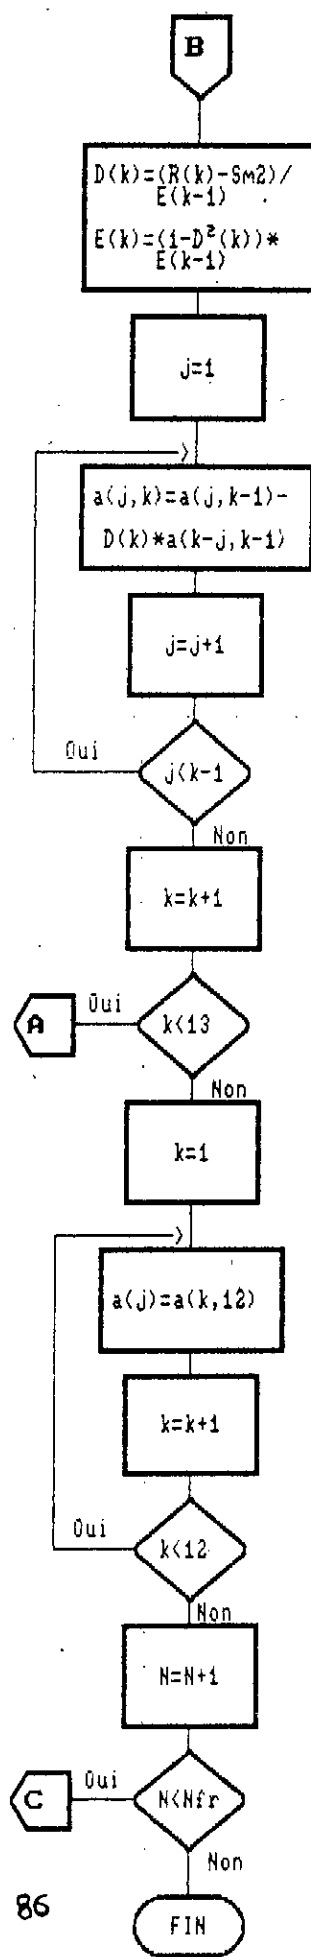 B
D(k)=(R(k)-Sm2)/
E(k-1)
E(k)=(1-D²(k))*
E(k-1)
j=1
a(j,k)=a(j,k-1)-
D(k)*a(k-j,k-1)
j=j+1
Oui
j<k-1
Non
k=k+1
A
Oui
k<13
Non
k=1
a(j)=a(k,12)
k=k+1
Oui
k<12
Non
N=N+1
C
Oui
N<Nfr
Non
86
FIN